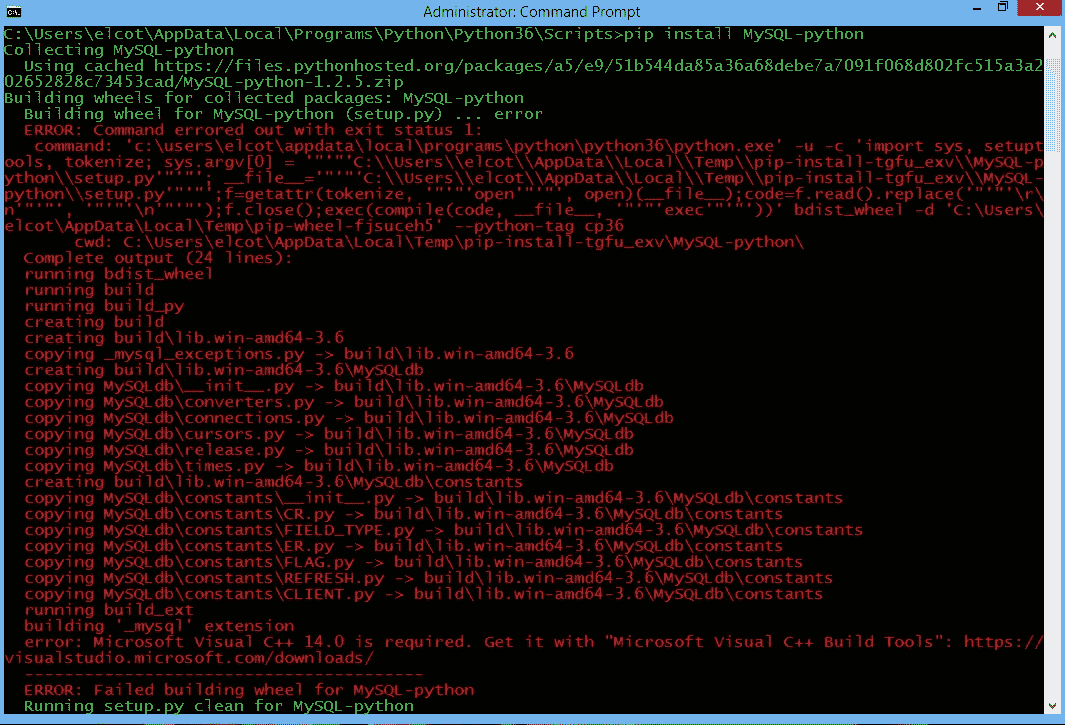 Administrator: Command Prompt
C:\Users\elcot\AppData\Local\Programs\Python\Python36\Scripts>pip install MySQL-python
Collecting MySQL-python
  Using cached https://files.pythonhosted.org/packages/a5/e9/51b544da85a36a68debe7a7091f068d802fc515a3a2
02652828c73453cad/MySQL-python-1.2.5.zip
Building wheels for collected packages: MySQL-python
  Building wheel for MySQL-python (setup.py) ... error
  ERROR: Command errored out with exit status 1:
   command: 'c:\users\elcot\appdata\local\programs\python\python36\python.exe' -u -c 'import sys, setupt
ools, tokenize; sys.argv[0] = '"'"'C:\\Users\\elcot\\AppData\\Local\\Temp\\pip-install-tgfu_exv\\MySQL-p
ython\\setup.py'"'"'; __file__='"'"'C:\\Users\\elcot\\AppData\\Local\\Temp\\pip-install-tgfu_exv\\MySQL-
python\\setup.py'"'"';f=getattr(tokenize, '"'"'open'"'"', open)(__file__);code=f.read().replace('"'"'\r\
n'"'"', '"'"'\n'"'"');f.close();exec(compile(code, __file__, '"'"'exec'"'"'))' bdist_wheel -d 'C:\Users\
elcot\AppData\Local\Temp\pip-wheel-fjsuceh5' --python-tag cp36
       cwd: C:\Users\elcot\AppData\Local\Temp\pip-install-tgfu_exv\MySQL-python\
  Complete output (24 lines):
  running bdist_wheel
  running build
  running build_py
  creating build
  creating build\lib.win-amd64-3.6
  copying _mysql_exceptions.py -> build\lib.win-amd64-3.6
  creating build\lib.win-amd64-3.6\MySQLdb
  copying MySQLdb\__init__.py -> build\lib.win-amd64-3.6\MySQLdb
  copying MySQLdb\converters.py -> build\lib.win-amd64-3.6\MySQLdb
  copying MySQLdb\connections.py -> build\lib.win-amd64-3.6\MySQLdb
  copying MySQLdb\cursors.py -> build\lib.win-amd64-3.6\MySQLdb
  copying MySQLdb\release.py -> build\lib.win-amd64-3.6\MySQLdb
  copying MySQLdb\times.py -> build\lib.win-amd64-3.6\MySQLdb
  creating build\lib.win-amd64-3.6\MySQLdb\constants
  copying MySQLdb\constants\__init__.py -> build\lib.win-amd64-3.6\MySQLdb\constants
  copying MySQLdb\constants\CR.py -> build\lib.win-amd64-3.6\MySQLdb\constants
  copying MySQLdb\constants\FIELD_TYPE.py -> build\lib.win-amd64-3.6\MySQLdb\constants
  copying MySQLdb\constants\ER.py -> build\lib.win-amd64-3.6\MySQLdb\constants
  copying MySQLdb\constants\FLAG.py -> build\lib.win-amd64-3.6\MySQLdb\constants
  copying MySQLdb\constants\REFRESH.py -> build\lib.win-amd64-3.6\MySQLdb\constants
  copying MySQLdb\constants\CLIENT.py -> build\lib.win-amd64-3.6\MySQLdb\constants
  running build_ext
  building '_mysql' extension
  error: Microsoft Visual C++ 14.0 is required. Get it with "Microsoft Visual C++ Build Tools": https://
visualstudio.microsoft.com/downloads/
  ----------------------------------------
  ERROR: Failed building wheel for MySQL-python
  Running setup.py clean for MySQL-python